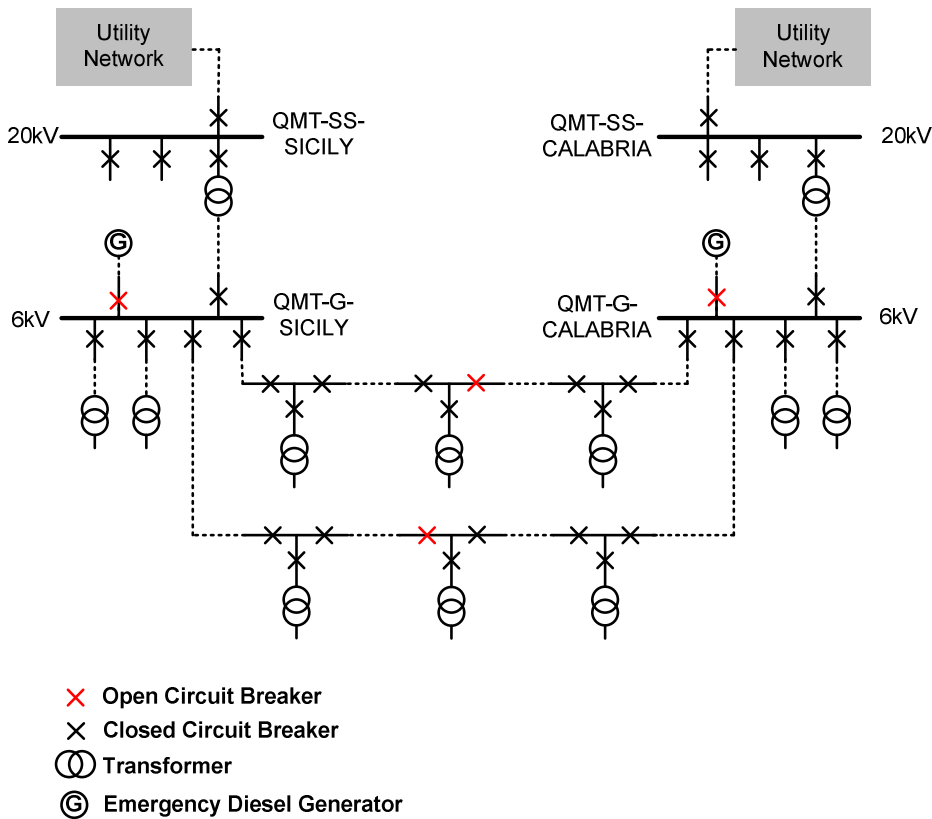 Utility
Network
Utility
Network
20kV
QMT-SS-
SICILY
QMT-SS-
CALABRIA
20kV
G
G
6kV
QMT-G-
SICILY
QMT-G-
CALABRIA
6kV
Open Circuit Breaker
Closed Circuit Breaker
Transformer
G Emergency Diesel Generator